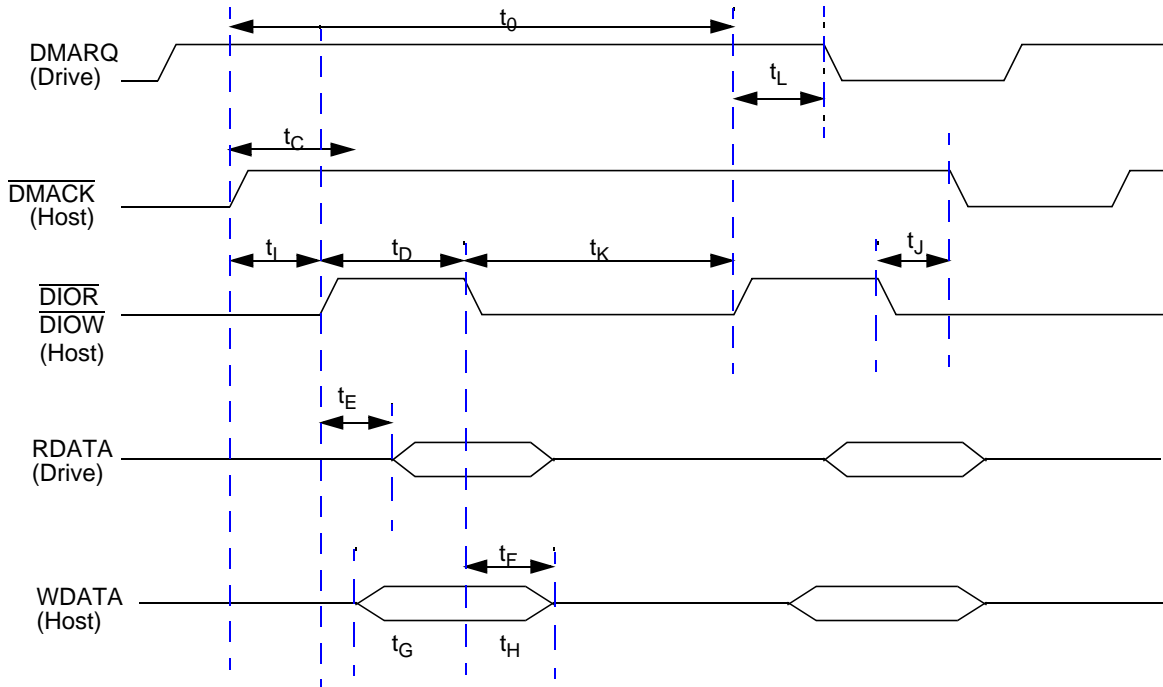 t0
DMARQ
(Drive)
tL
tC
DMACK
(Host)
tI
tD
tK
tJ
DIOR
DIOW
(Host)
tE
RDATA
(Drive)
tF
WDATA
(Host)
tG
tH